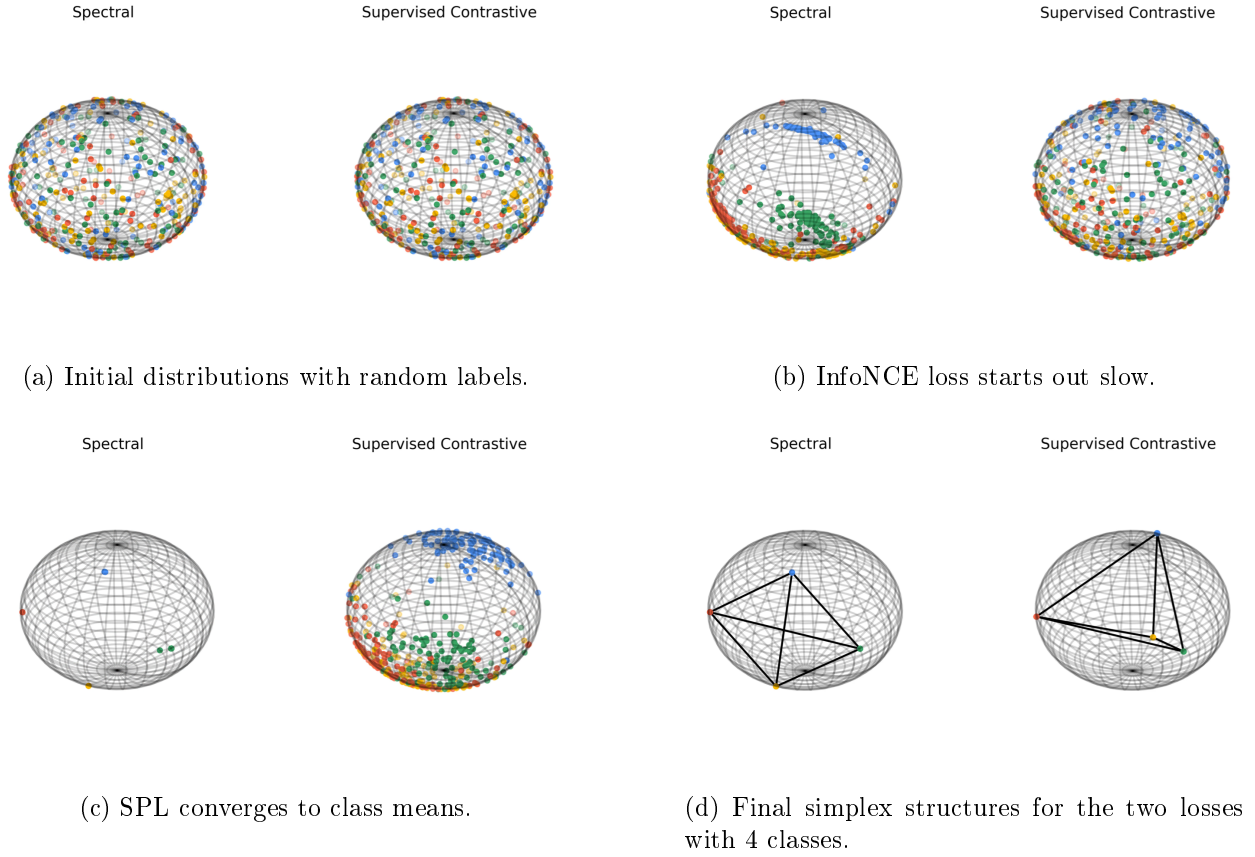 Spectral
Supervised Contrastive
Spectral
Supervised Contrastive
(a) Initial distributions with random labels.
(b) InfoNCE loss starts out slow.
Spectral
Supervised Contrastive
Spectral
Supervised Contrastive
(c) SPL converges to class means.
(d) Final simplex structures for the two losses
with 4 classes.